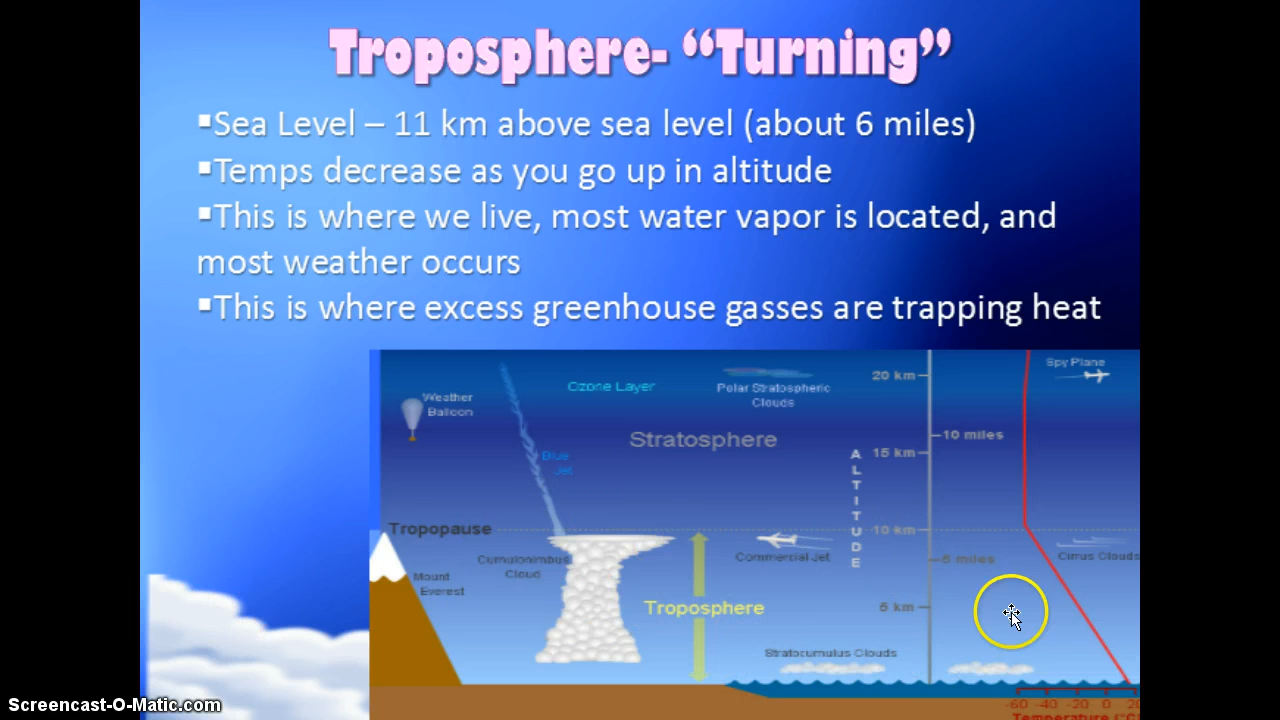 Troposphere- “Turning”
▪Sea Level – 11 km above sea level (about 6 miles)
▪Temps decrease as you go up in altitude
▪This is where we live, most water vapor is located, and
most weather occurs
▪This is where excess greenhouse gasses are trapping heat
Spy Plane
Weather
Balloon
Ozone Layer
Polar Stratospheric
Clouds
20 km
Stratosphere
10 miles
Blue
Jet
15 km
ALTITUDE
Tropopause
10 km
Cumulonimbus
Cloud
Commercial Jet
5 miles
Cirrus Clouds
Mount
Everest
Troposphere
5 km
Stratocumulus Clouds
-60 -40 -20 0 20
Temperature (°C
Screencast-O-Matic.com